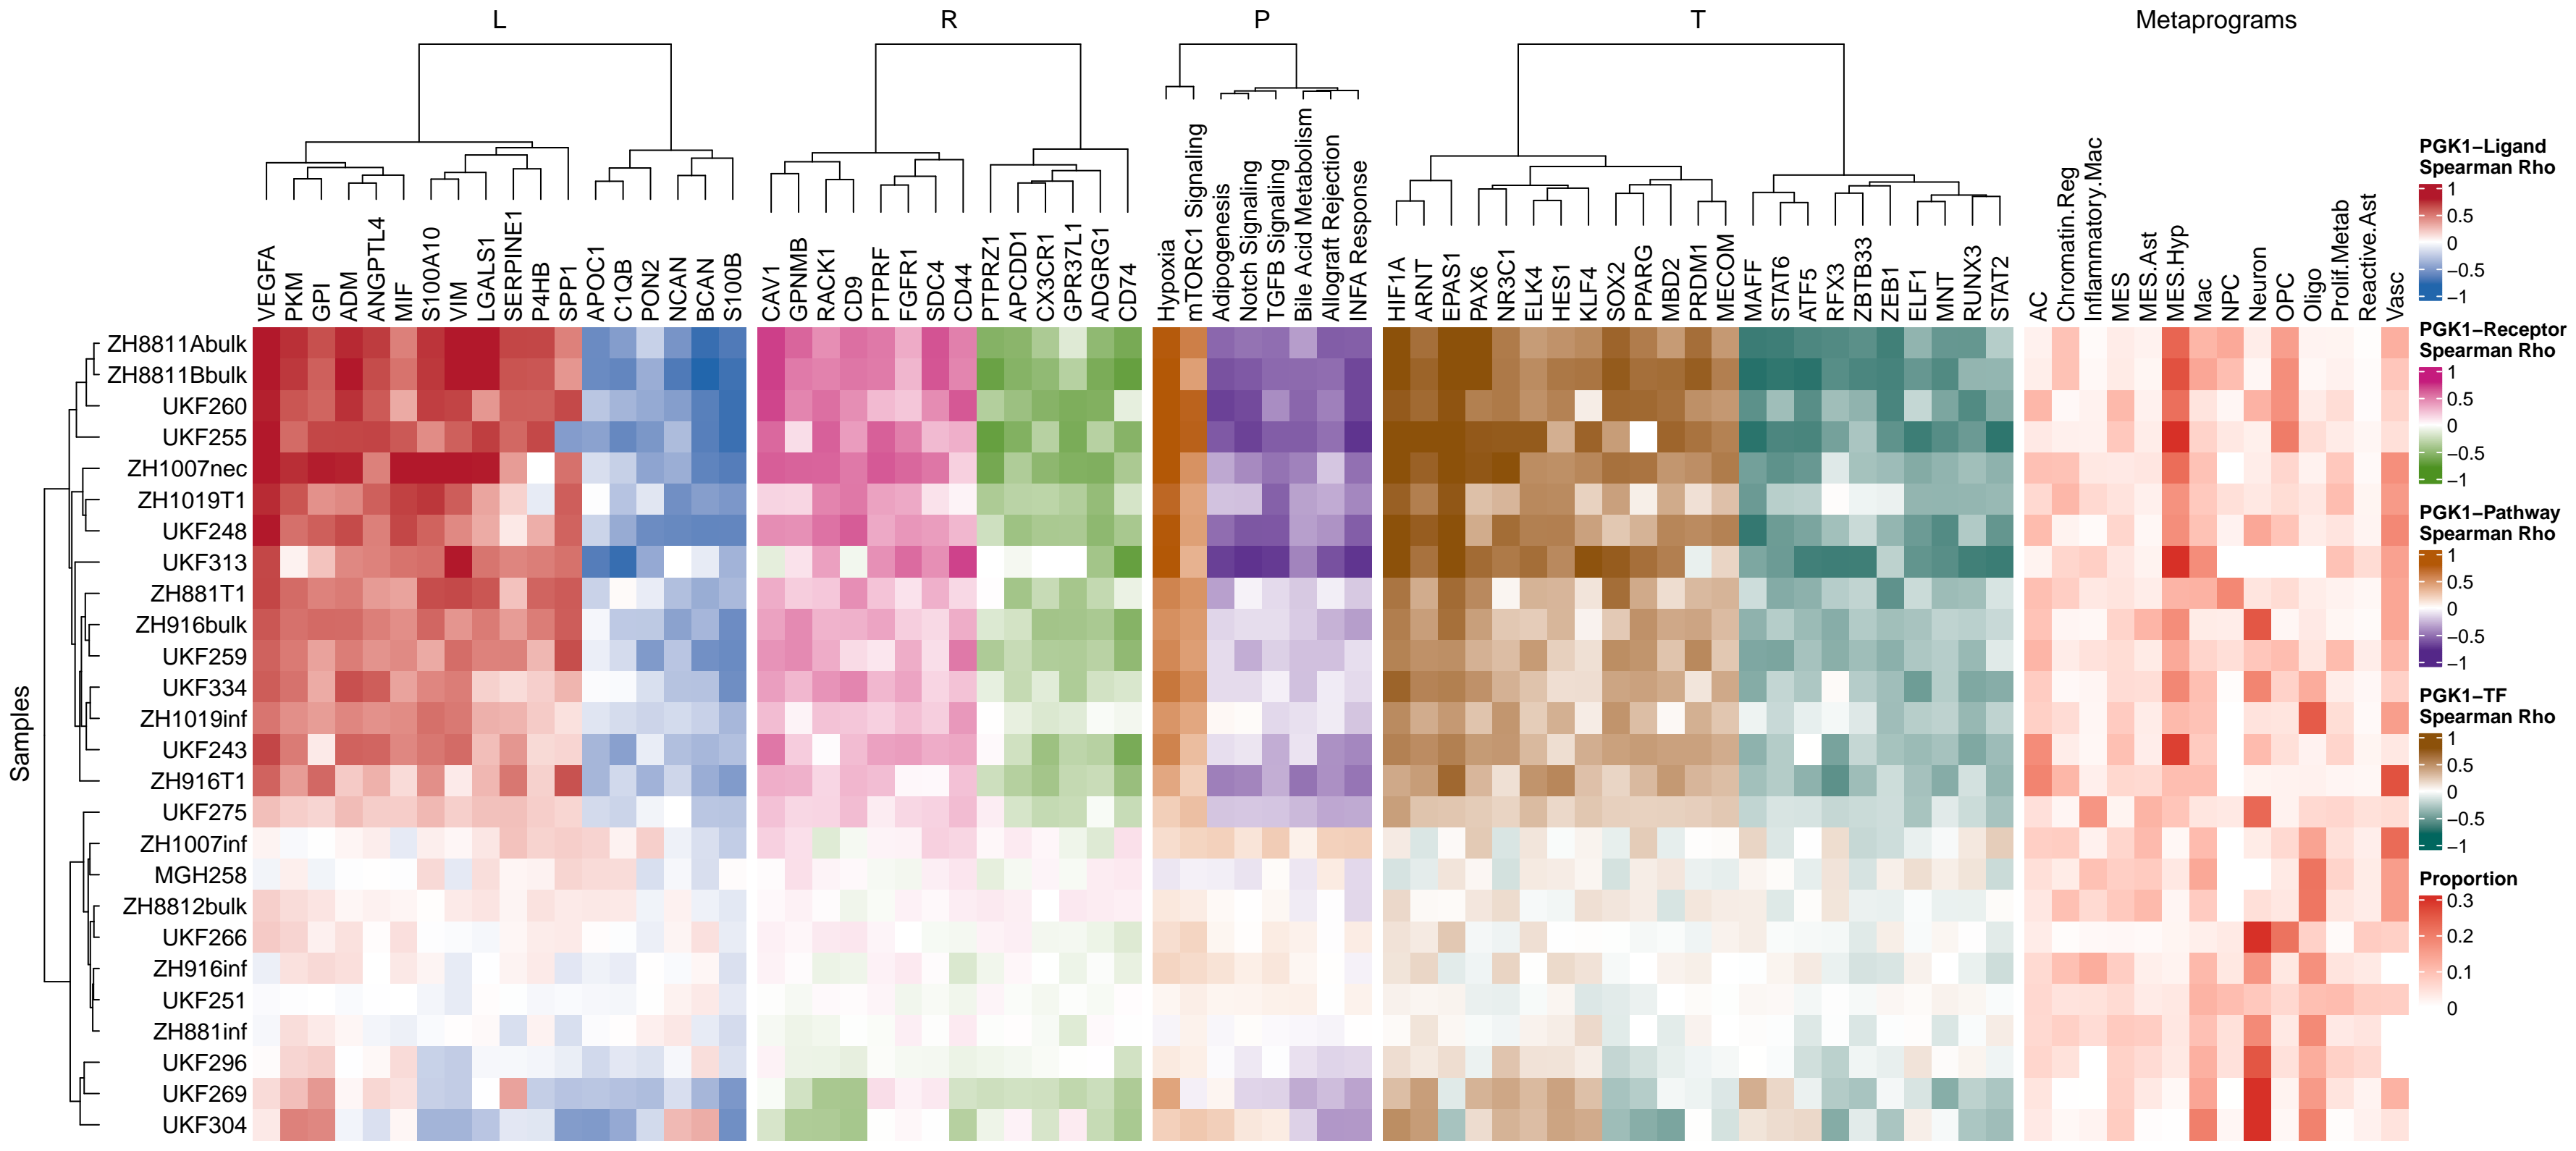 L
R
P
T
Metaprograms
VEGFA
PKM
GPI
ADM
ANGPTL4
MIF
S100A10
VIM
LGALS1
SERPINE1
P4HB
SPP1
APOC1
C1QB
PON2
NCAN
BCAN
S100B
CAV1
GPNMB
RACK1
CD9
PTPRF
FGFR1
SDC4
CD44
PTPRZ1
APCDD1
CX3CR1
GPR37L1
ADGRG1
CD74
Hypoxia
mTORC1 Signaling
Adipogenesis
Notch Signaling
TGFB Signaling
Bile Acid Metabolism
Allograft Rejection
INFA Response
HIF1A
ARNT
EPAS1
PAX6
NR3C1
ELK4
HES1
KLF4
SOX2
PPARG
MBD2
PRDM1
MECOM
MAFF
STAT6
ATF5
RFX3
ZBTB33
ZEB1
ELF1
MNT
RUNX3
STAT2
AC
Chromatin.Reg
Inflammatory.Mac
MES
MES.Ast
MES.Hyp
Mac
NPC
Neuron
OPC
Oligo
Prolif.Metab
Reactive.Ast
Vasc
Samples
ZH8811Abulk
ZH8811Bbulk
UKF260
UKF255
ZH1007nec
ZH1019T1
UKF248
UKF313
ZH881T1
ZH916bulk
UKF259
UKF334
ZH1019inf
UKF243
ZH916T1
UKF275
ZH1007inf
MGH258
ZH8812bulk
UKF266
ZH916inf
UKF251
ZH881inf
UKF296
UKF269
UKF304
PGK1−Ligand
Spearman Rho
1
0.5
0
−0.5
−1
PGK1−Receptor
Spearman Rho
1
0.5
0
−0.5
−1
PGK1−Pathway
Spearman Rho
1
0.5
0
−0.5
−1
PGK1−TF
Spearman Rho
1
0.5
0
−0.5
−1
Proportion
0.3
0.2
0.1
0